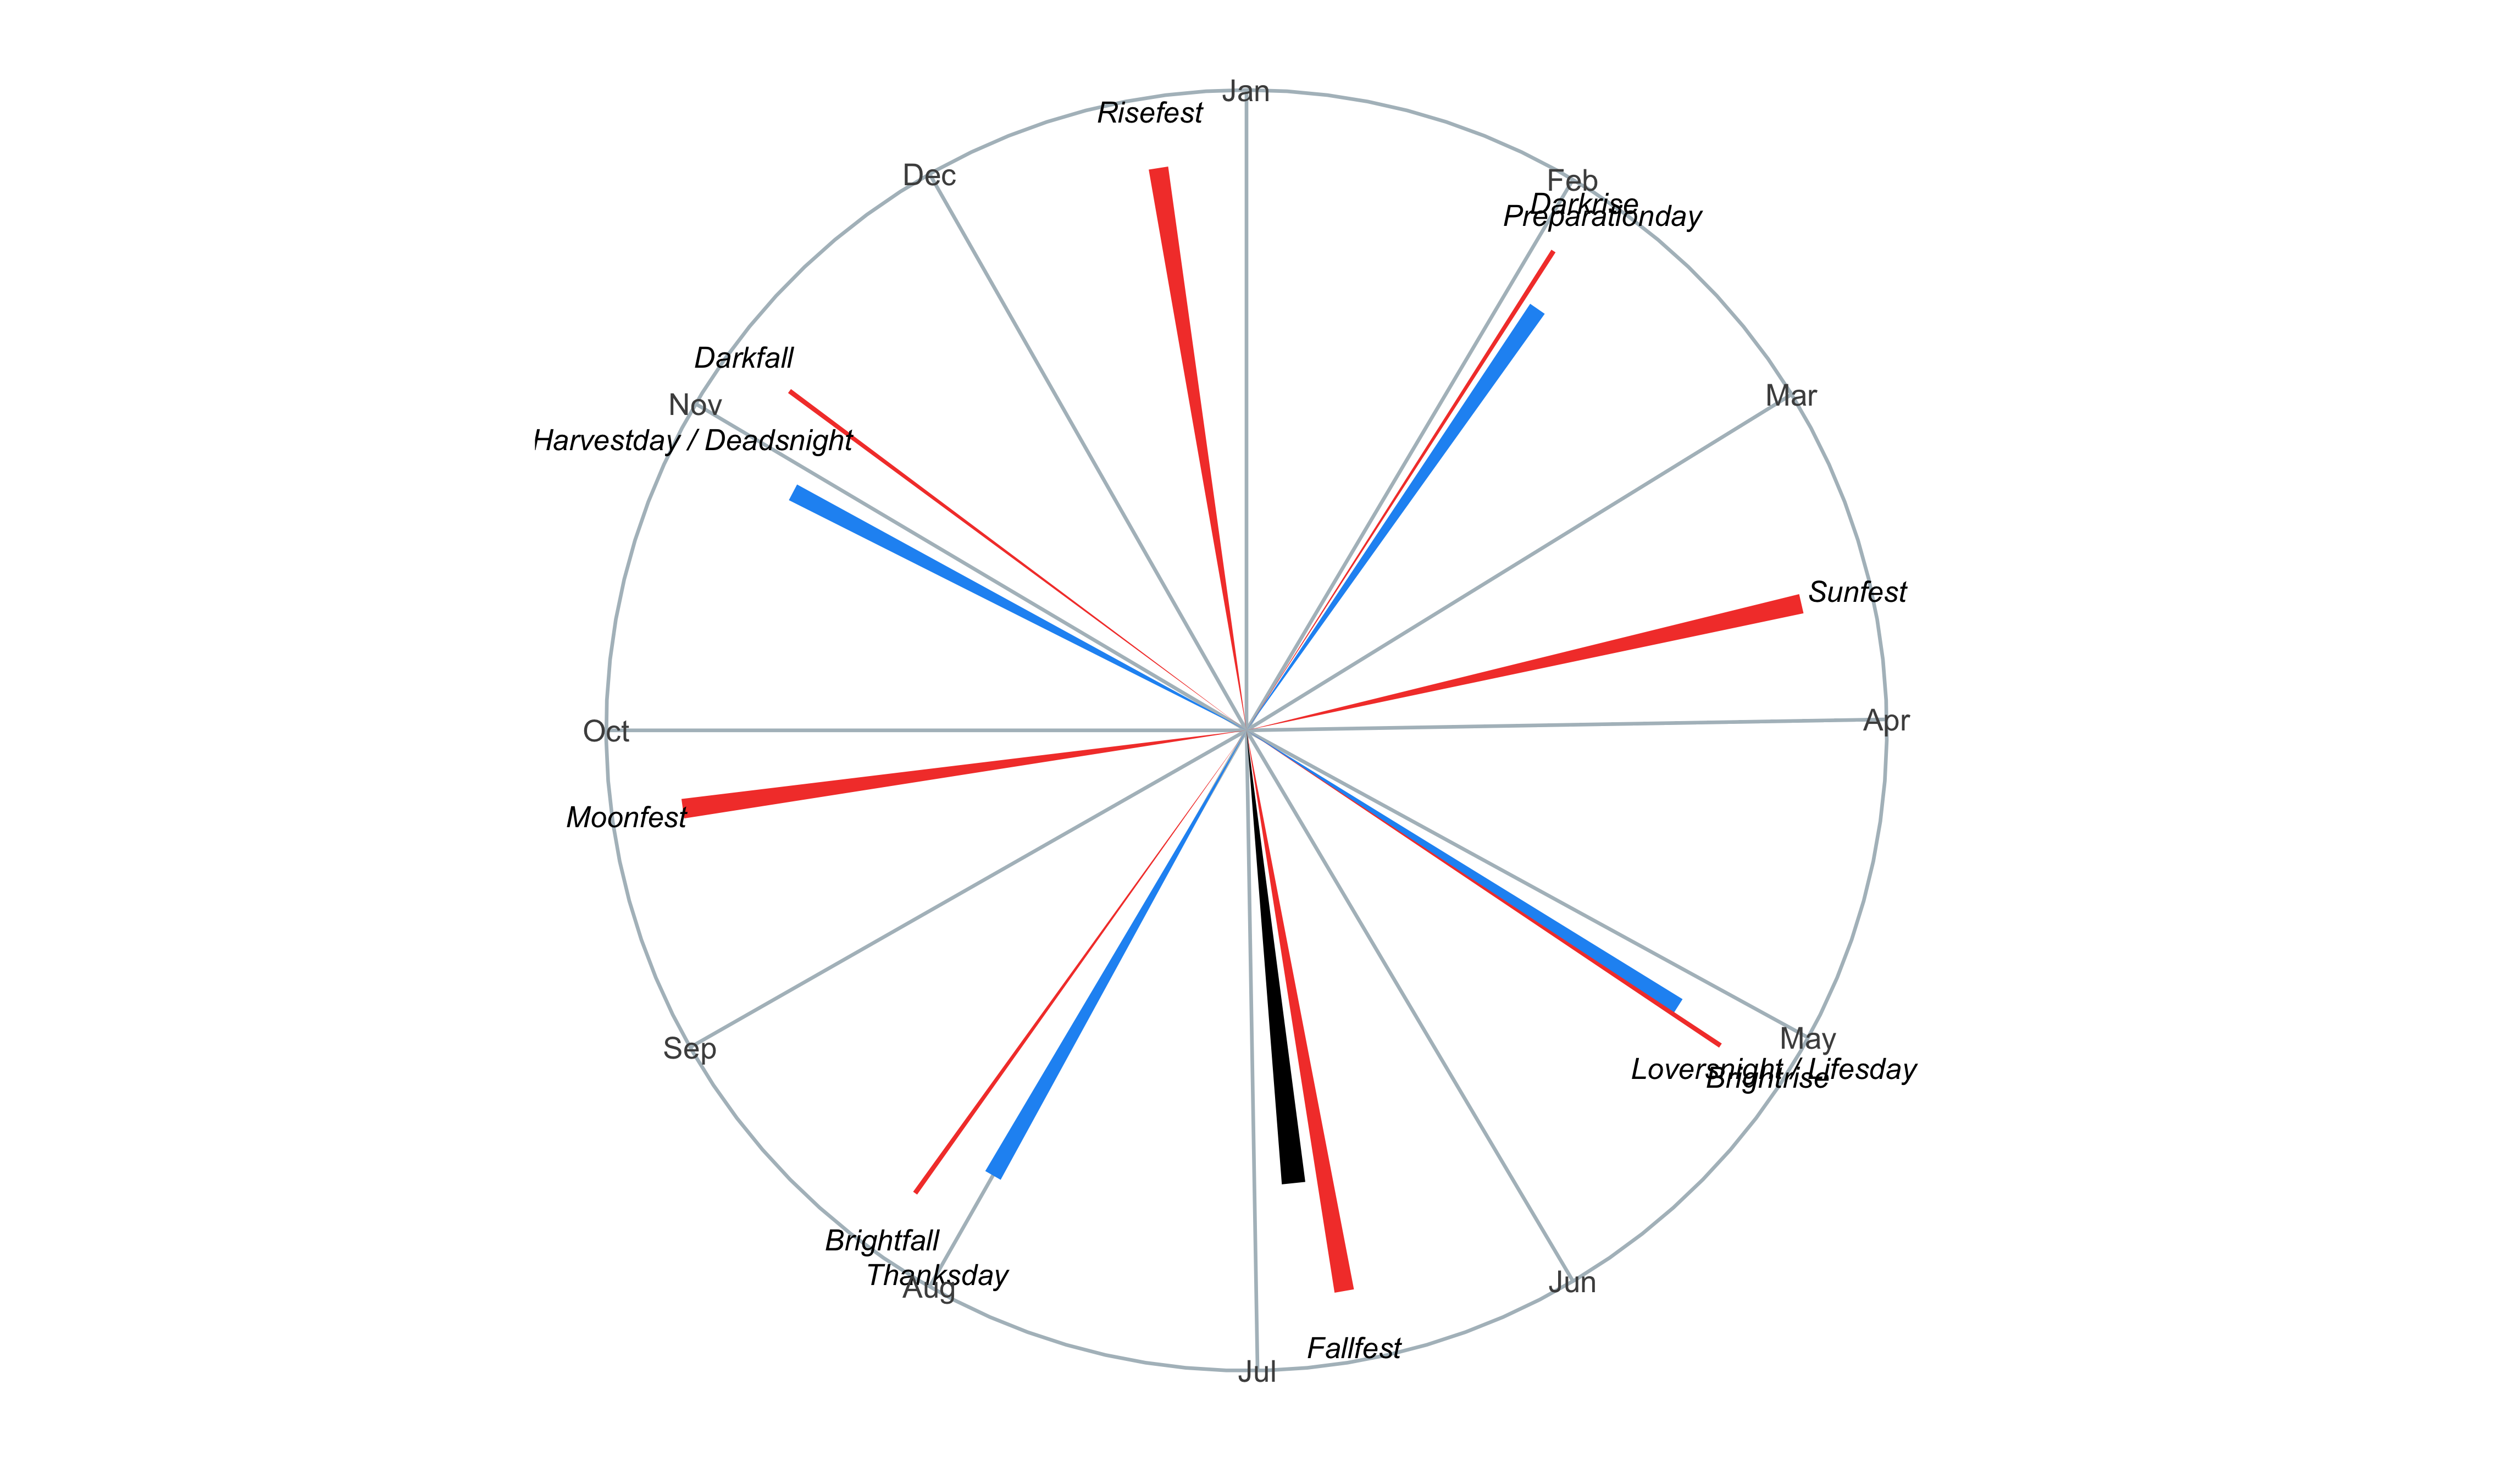 Jan
Risefest
Dec
Feb
Darkrise
Preparationday
Darkfall
Mar
Nov
Harvestday / Deadsnight
Sunfest
Apr
Oct
Moonfest
May
Sep
Loversnight / Lifesday
Brightrise
Brightfall
Thanksday
Aug
Jun
Fallfest
Jul